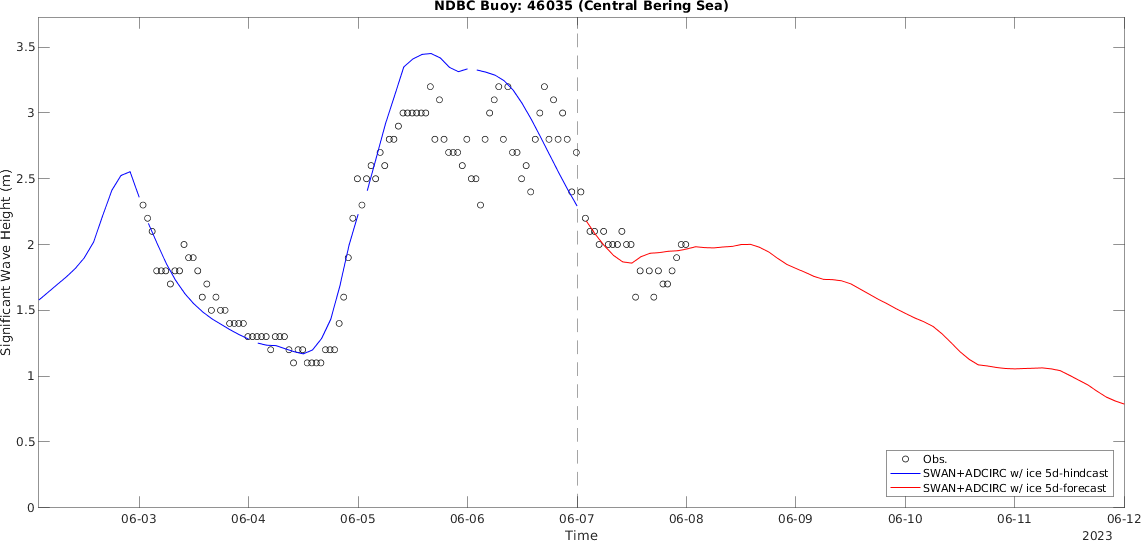 NDBC Buoy: 46035 (Central Bering Sea)
3.5
3
2.5
2
1.5
1
0.5
0
Significant Wave Height (m)
Obs.
SWAN+ADCIRC w/ ice 5d-hindcast
SWAN+ADCIRC w/ ice 5d-forecast
06-03 06-04 06-05 06-06 06-07 06-08 06-09 06-10 06-11 06-12
Time
2023